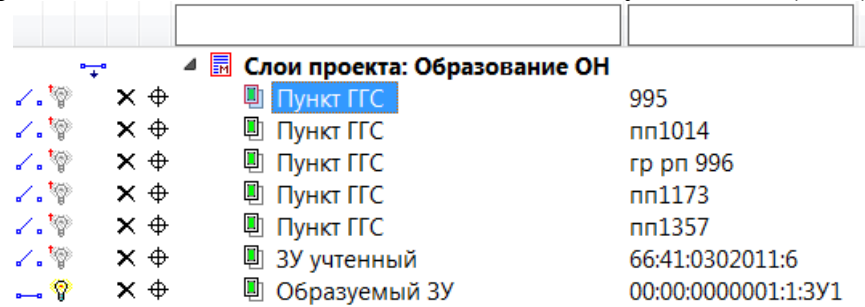 Слои проекта: Образование ОН
Пункт ГГС 995
Пункт ГГС пп1014
Пункт ГГС гр рп 996
Пункт ГГС пп1173
Пункт ГГС пп1357
ЗУ учтенный 66:41:0302011:6
Образуемый ЗУ 00:00:0000001:1:ЗУ1